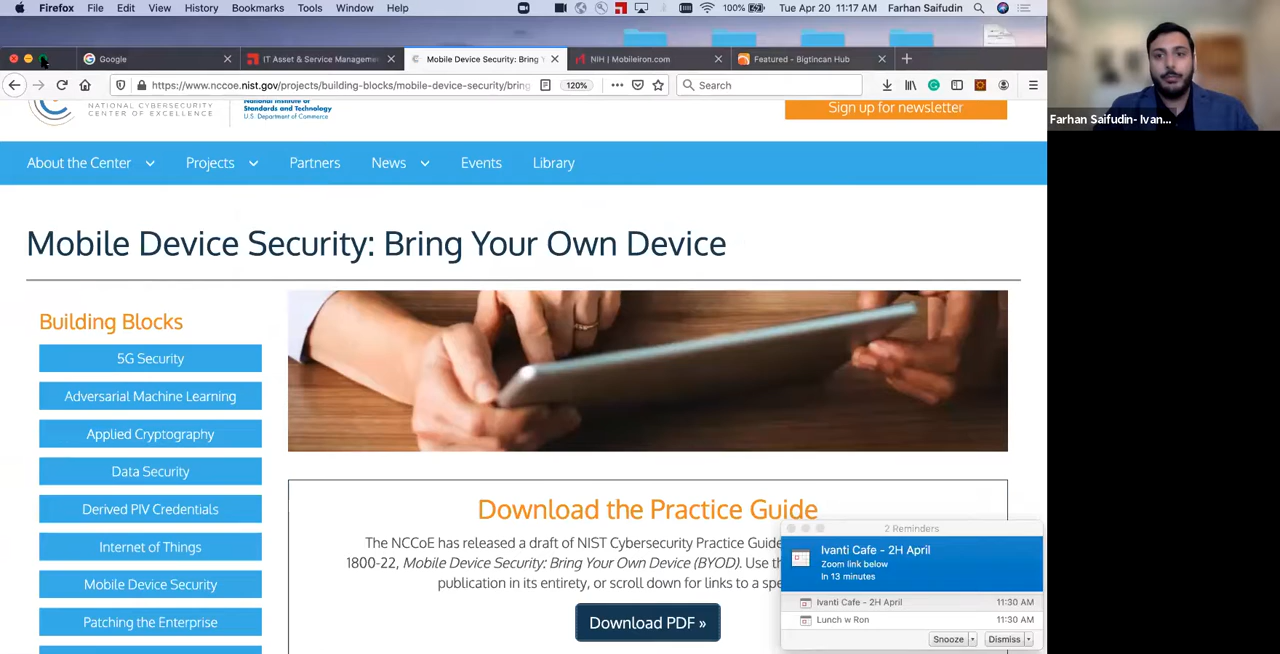 Firefox File Edit View History Bookmarks Tools Window Help 100% Tue Apr 20 11:17 AM Farhan Saifudin
Google IT Asset & Service Manageme Mobile Device Security: Bring Y NIH | MobileIron.com Featured - Bigtincan Hub
https://www.nccoe.nist.gov/projects/building-blocks/mobile-device-security/bring 120% Search
NATIONAL CYBERSECURITY
CENTER OF EXCELLENCE
National Institute of
Standards and Technology
U.S. Department of Commerce
Sign up for newsletter
Farhan Saifudin- Ivan...
About the Center Projects Partners News Events Library
Mobile Device Security: Bring Your Own Device
Building Blocks
5G Security
Adversarial Machine Learning
Applied Cryptography
Data Security
Derived PIV Credentials
Internet of Things
Mobile Device Security
Patching the Enterprise
Download the Practice Guide
The NCCoE has released a draft of NIST Cybersecurity Practice Guide
1800-22, Mobile Device Security: Bring Your Own Device (BYOD). Use th
publication in its entirety, or scroll down for links to a spe
Download PDF »
2 Reminders
Ivanti Cafe - 2H April
Zoom link below
In 13 minutes
Ivanti Cafe - 2H April 11:30 AM
Lunch w Ron 11:30 AM
Snooze Dismiss